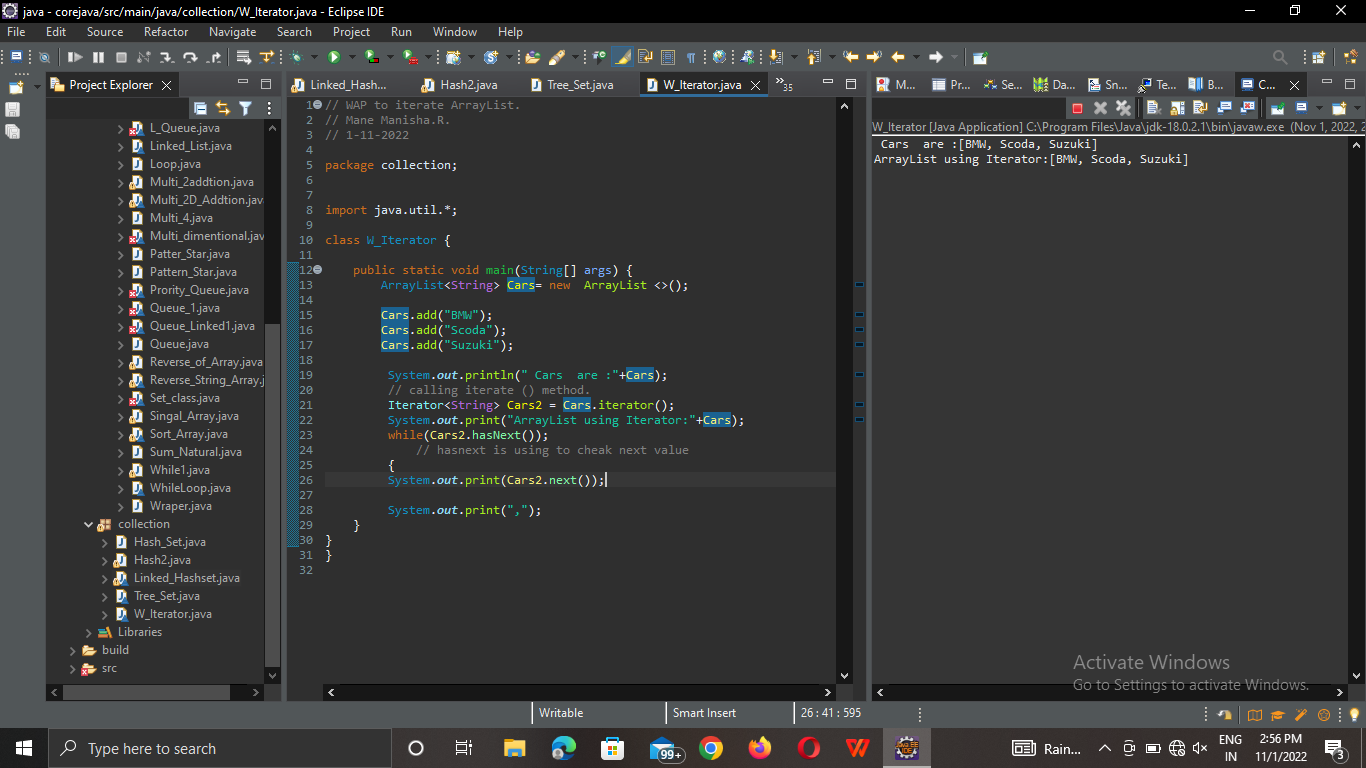 java - corejava/src/main/java/collection/W_Iterator.java - Eclipse IDE
File Edit Source Refactor Navigate Search Project Run Window Help
Project Explorer
Linked_Hash... Hash2.java Tree_Set.java W_Iterator.java »35
M... Pr... Se... Da... Sn... Te... B... C...
L_Queue.java
Linked_List.java
Loop.java
Multi_2addtion.java
Multi_2D_Addtion.jav
Multi_4.java
Multi_dimentional.jav
Patter_Star.java
Pattern_Star.java
Prority_Queue.java
Queue_1.java
Queue_Linked1.java
Queue.java
Reverse_of_Array.java
Reverse_String_Array.j
Set_class.java
Singal_Array.java
Sort_Array.java
Sum_Natural.java
While1.java
WhileLoop.java
Wraper.java
collection
Hash_Set.java
Hash2.java
Linked_Hashset.java
Tree_Set.java
W_Iterator.java
Libraries
build
src
1 // WAP to iterate ArrayList.
2 // Mane Manisha.R.
3 // 1-11-2022
4
5 package collection;
6
7
8 import java.util.*;
9
10 class W_Iterator {
11
12 public static void main(String[] args) {
13 ArrayList<String> Cars= new  ArrayList <>();
14
15 Cars.add("BMW");
16 Cars.add("Scoda");
17 Cars.add("Suzuki");
18
19 System.out.println(" Cars  are :"+Cars);
20 // calling iterate () method.
21 Iterator<String> Cars2 = Cars.iterator();
22 System.out.print("ArrayList using Iterator:"+Cars);
23 while(Cars2.hasNext());
24 // hasnext is using to cheak next value
25 {
26 System.out.print(Cars2.next());
27
28 System.out.print(",");
29 }
30 }
31 }
32
W_Iterator [Java Application] C:\Program Files\Java\jdk-18.0.2.1\bin\javaw.exe (Nov 1, 2022, 2
Cars  are :[BMW, Scoda, Suzuki]
ArrayList using Iterator:[BMW, Scoda, Suzuki]
Activate Windows
Go to Settings to activate Windows.
Writable Smart Insert 26 : 41 : 595
Type here to search
99+
JAVA EE
IDE
Rain...
ENG
IN
2:56 PM
11/1/2022
3